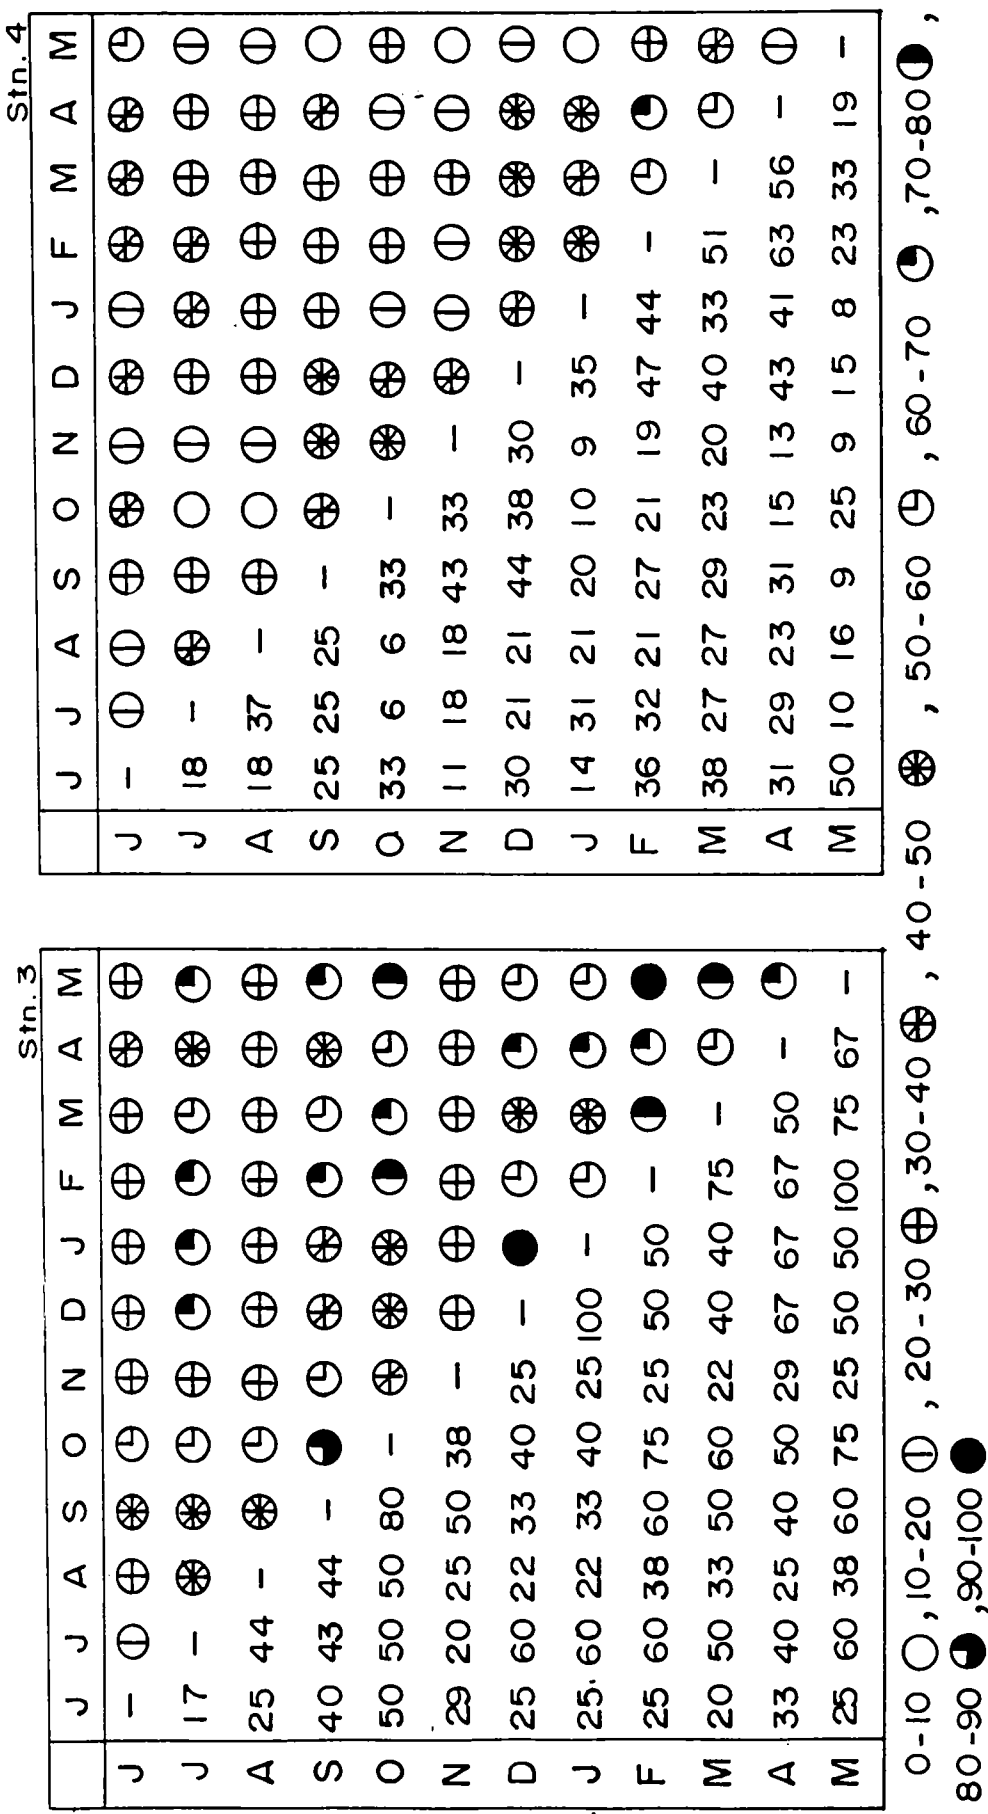 Stn. 3
J J A S O N D J F M A M
J –
J 17 –
A 25 44 –
S 40 43 44 –
O 50 50 50 80 –
N 29 20 25 50 38 –
D 25 60 22 33 40 25 –
J 25 60 22 33 40 25 100 –
F 25 60 38 60 75 25 50 50 –
M 20 50 33 50 60 22 40 40 75 –
A 33 40 25 40 50 29 67 67 67 50 –
M 25 60 38 60 75 25 50 50 100 75 67 –
Stn. 4
J J A S O N D J F M A M
J –
J 18 –
A 18 37 –
S 25 25 25 –
O 33 6 6 33 –
N 11 18 18 43 33 –
D 30 21 21 44 38 30 –
J 14 31 21 20 10 9 35 –
F 36 32 21 27 21 19 47 44 –
M 38 27 27 29 23 20 40 33 51 –
A 31 29 23 31 15 13 43 41 63 56 –
M 50 10 16 9 25 9 15 8 23 33 19 –
0-10 , 10-20 , 20-30 , 30-40 , 40-50 , 50-60 , 60-70 , 70-80 ,
80-90 , 90-100